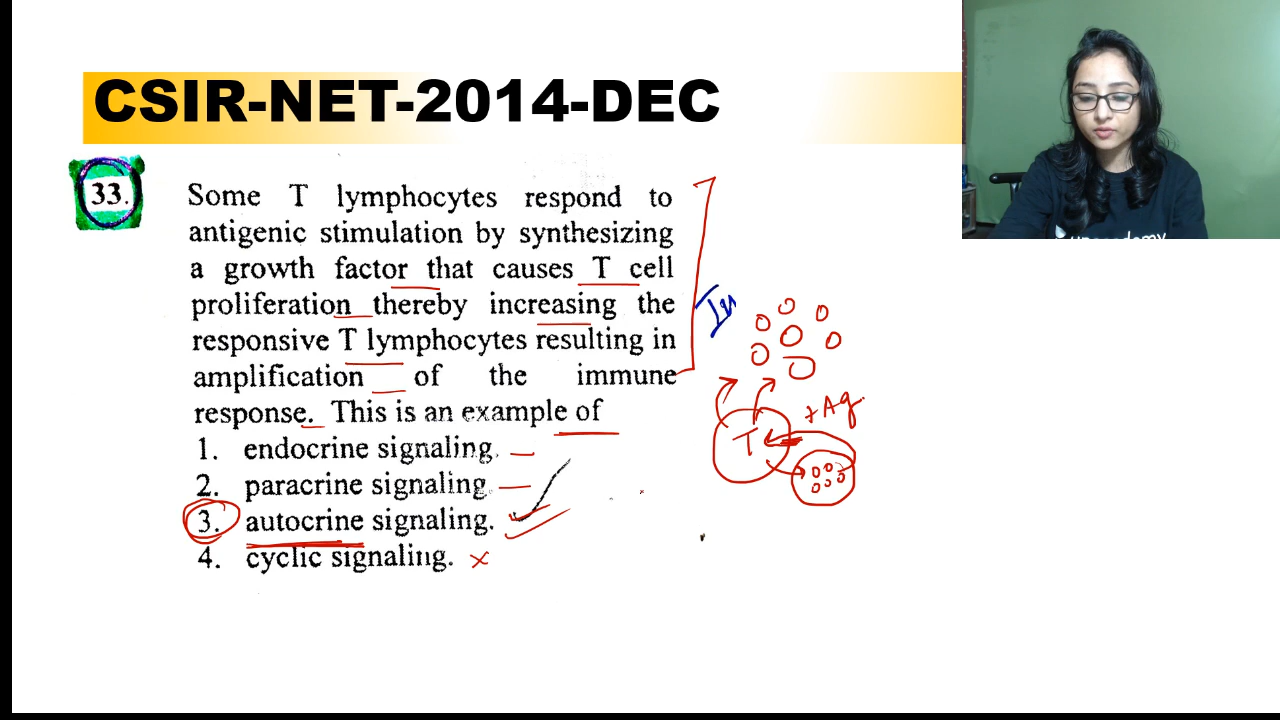 CSIR-NET-2014-DEC
33.
Some T lymphocytes respond to
antigenic stimulation by synthesizing
a growth factor that causes T cell
proliferation thereby increasing the
responsive T lymphocytes resulting in
amplification of the immune
response. This is an example of
1. endocrine signaling.
2. paracrine signaling.
3. autocrine signaling.
4. cyclic signaling.
T
+Ag